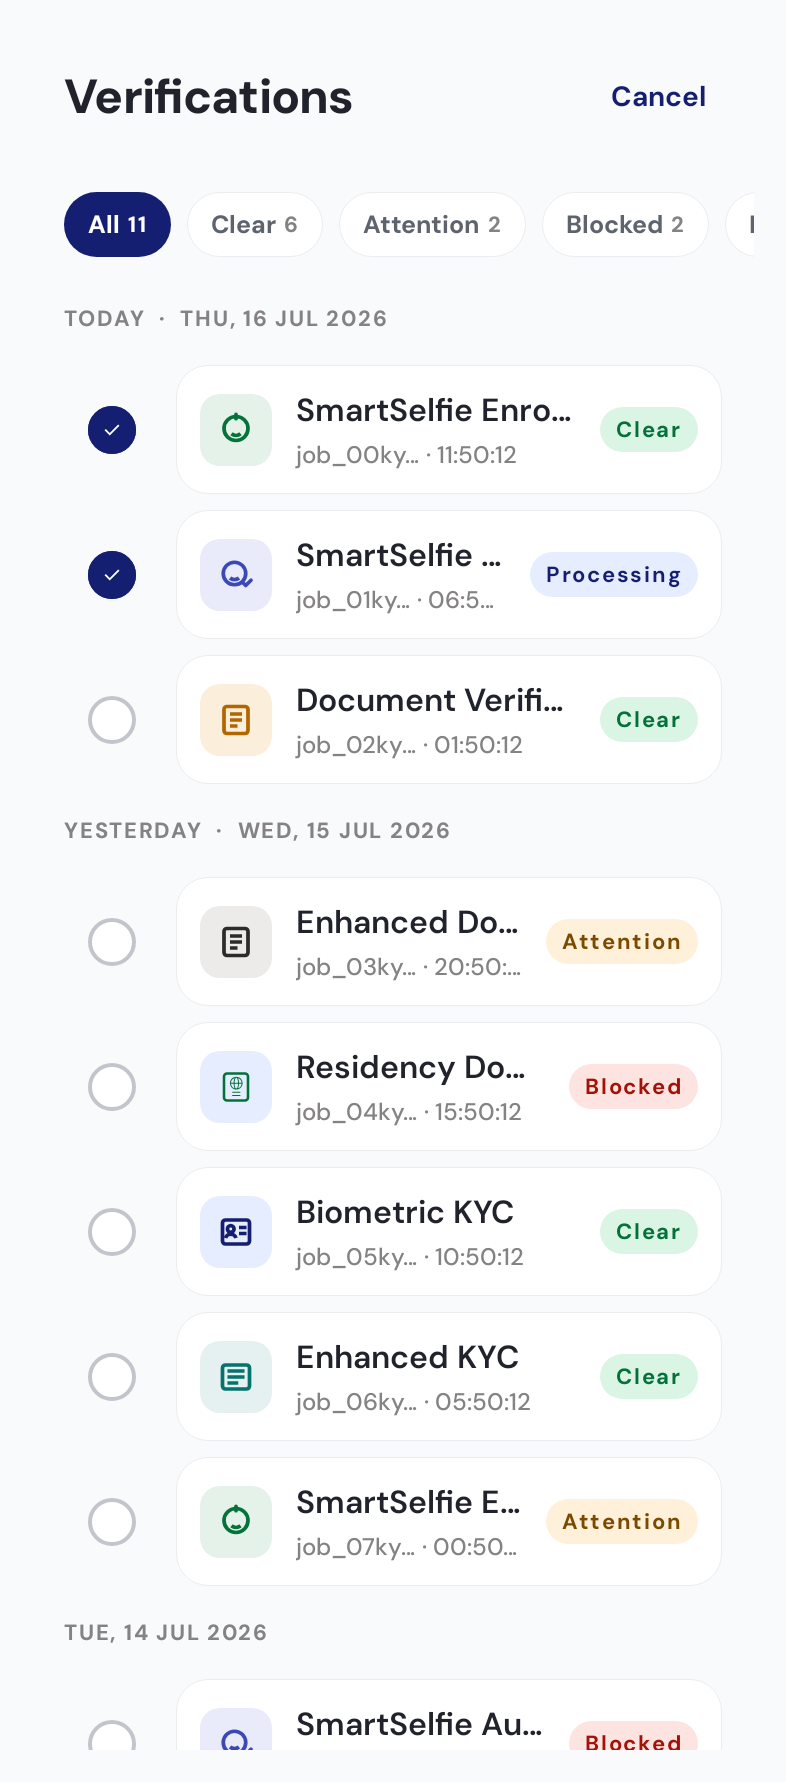 Verifications
Cancel
All 11
Clear 6
Attention 2
Blocked 2
TODAY · THU, 16 JUL 2026
SmartSelfie Enro...
Clear
job_00ky... · 11:50:12
SmartSelfie ...
Processing
job_01ky... · 06:5...
Document Verifi...
Clear
job_02ky... · 01:50:12
YESTERDAY · WED, 15 JUL 2026
Enhanced Do...
Attention
job_03ky... · 20:50:...
Residency Do...
Blocked
job_04ky... · 15:50:12
Biometric KYC
Clear
job_05ky... · 10:50:12
Enhanced KYC
Clear
job_06ky... · 05:50:12
SmartSelfie E...
Attention
job_07ky... · 00:50...
TUE, 14 JUL 2026
SmartSelfie Au...
Blocked